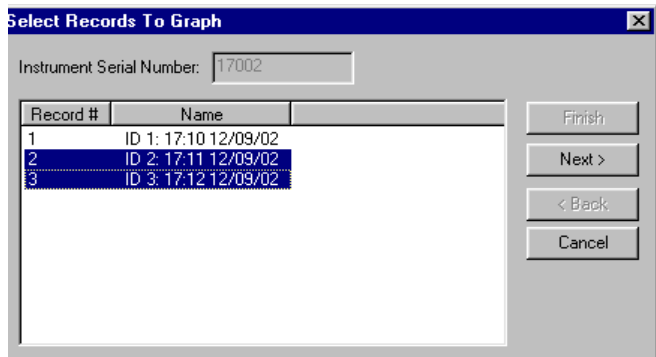 Select Records To Graph
Instrument Serial Number: 17002
Record # Name
1 ID 1: 17:10 12/09/02
2 ID 2: 17:11 12/09/02
3 ID 3: 17:12 12/09/02
Finish
Next >
< Back
Cancel